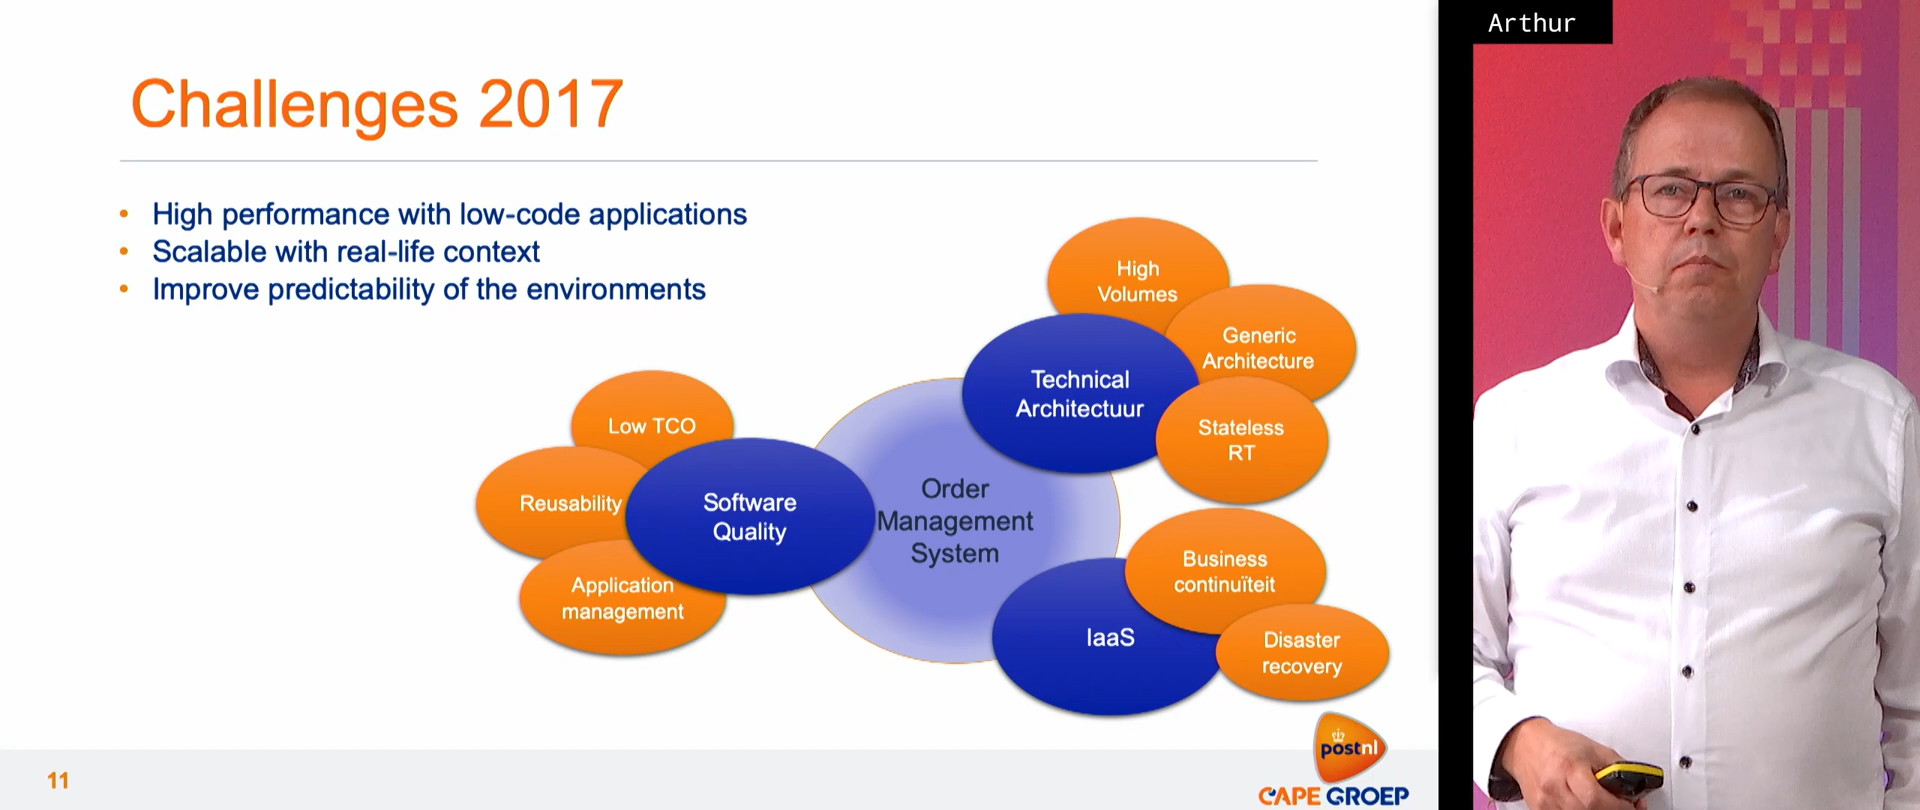 Challenges 2017
• High performance with low-code applications
• Scalable with real-life context
• Improve predictability of the environments
High
Volumes
Generic
Architecture
Technical
Architectuur
Stateless
RT
Low TCO
Reusability
Software
Quality
Application
management
Order
Management
System
Business
continuïteit
IaaS
Disaster
recovery
postnl
CAPE GROEP
11
Arthur